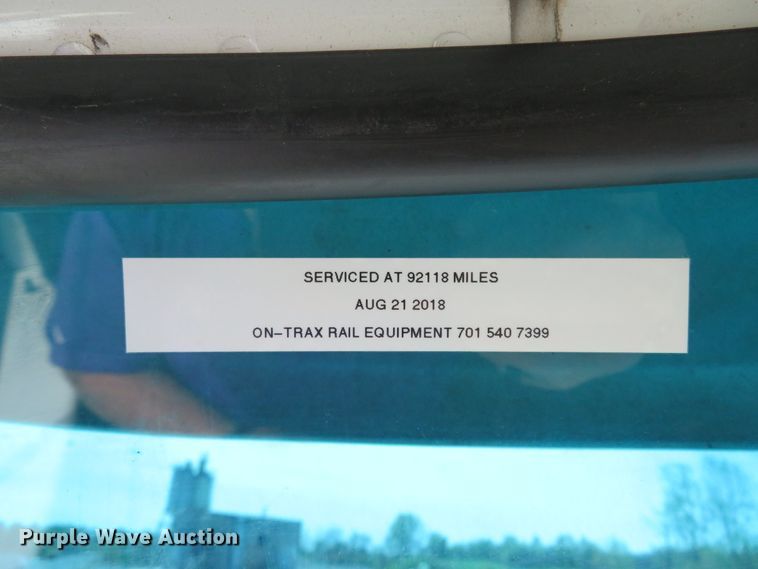 SERVICED AT 92118 MILES
AUG 21 2018
ON-TRAX RAIL EQUIPMENT 701 540 7399
Purple Wave Auction